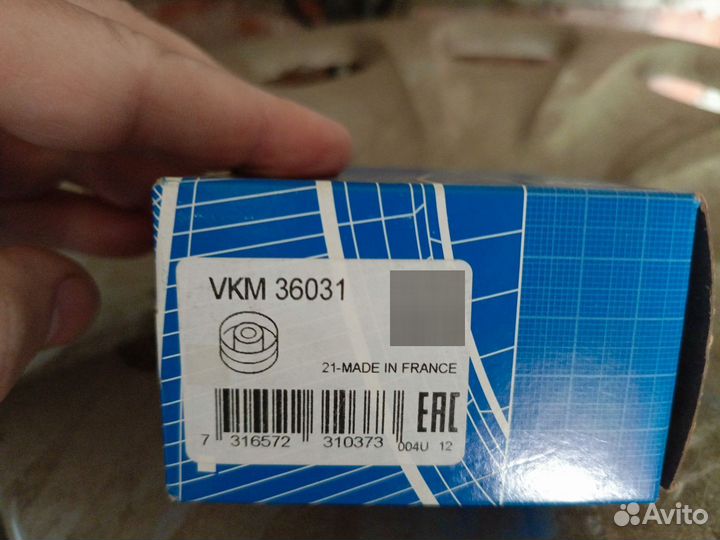 VKM 36031
21-MADE IN FRANCE
7 316572 310373 004U 12
EAC
Avito